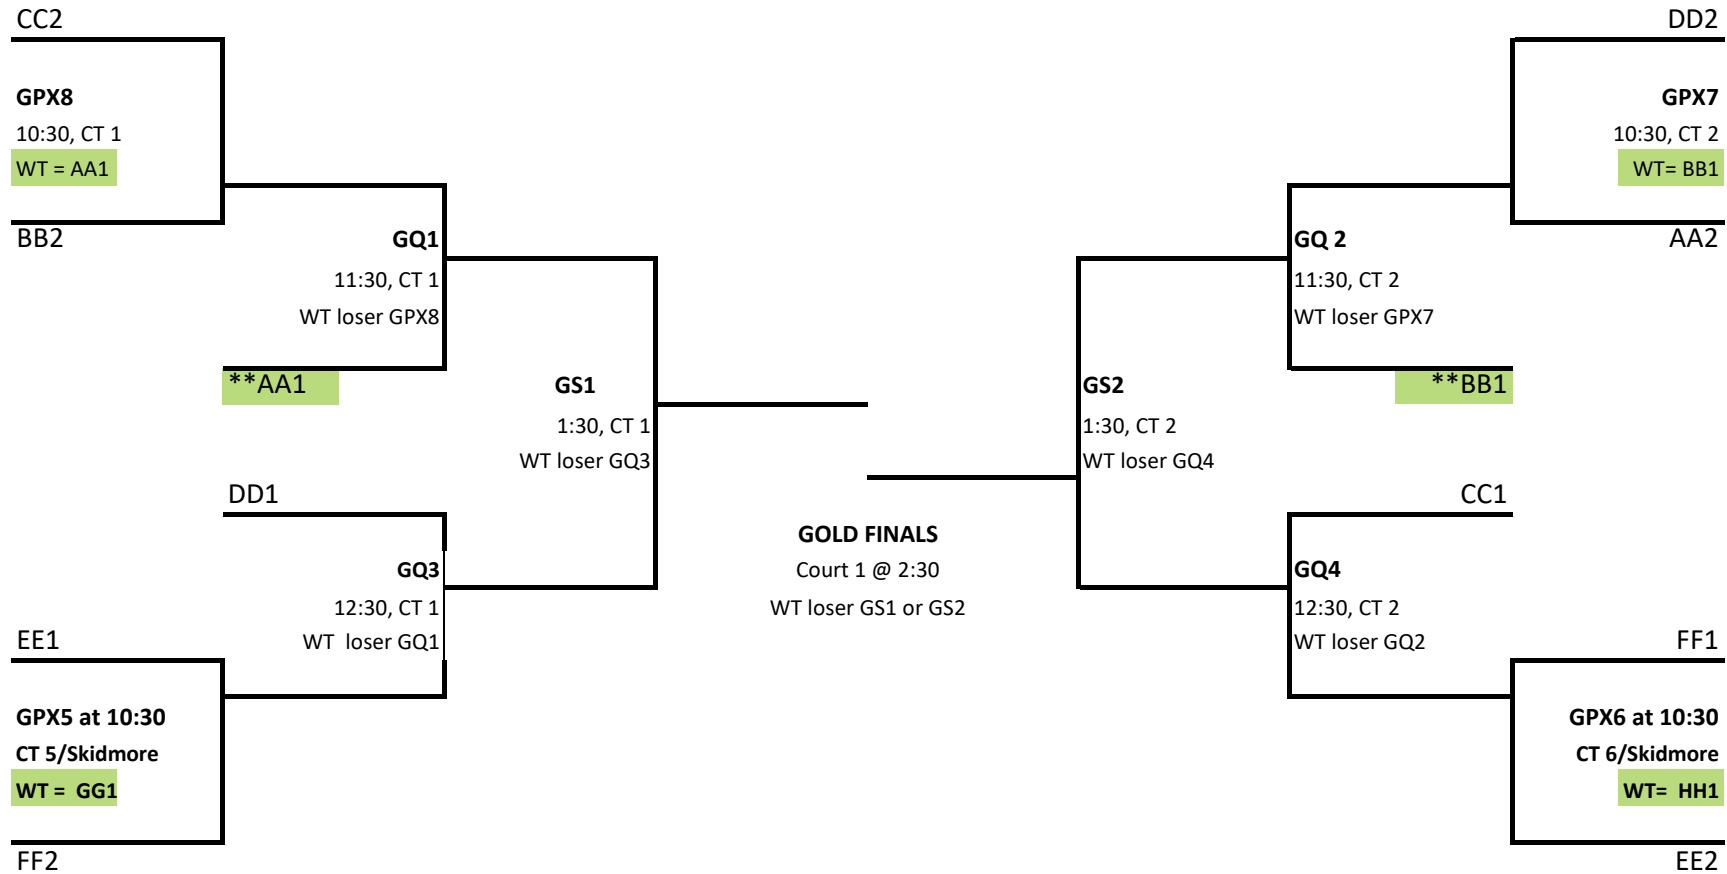 CC2
DD2
GPX8
10:30, CT 1
WT = AA1
GPX7
10:30, CT 2
WT= BB1
BB2
AA2
GQ1
11:30, CT 1
WT loser GPX8
GQ 2
11:30, CT 2
WT loser GPX7
**AA1
**BB1
GS1
1:30, CT 1
WT loser GQ3
GS2
1:30, CT 2
WT loser GQ4
DD1
CC1
GOLD FINALS
Court 1 @ 2:30
WT loser GS1 or GS2
GQ3
12:30, CT 1
WT  loser GQ1
GQ4
12:30, CT 2
WT loser GQ2
EE1
FF1
GPX5 at 10:30
CT 5/Skidmore
WT =  GG1
GPX6 at 10:30
CT 6/Skidmore
WT=  HH1
FF2
EE2